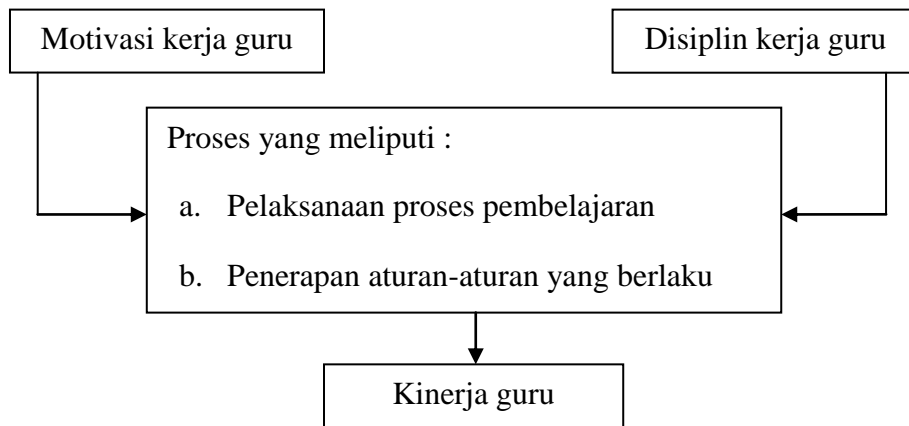 Motivasi kerja guru
Disiplin kerja guru
Proses yang meliputi :
a. Pelaksanaan proses pembelajaran
b. Penerapan aturan-aturan yang berlaku
Kinerja guru